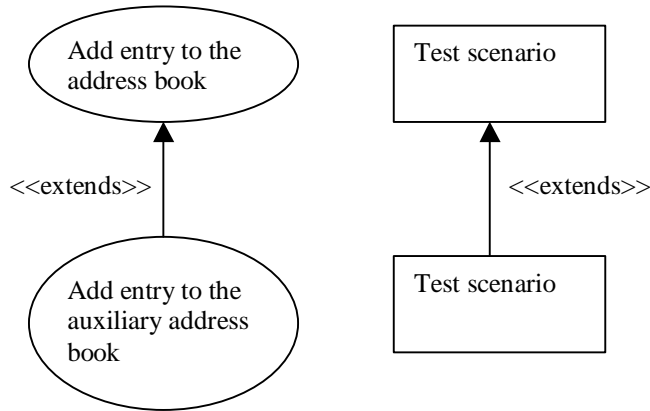 Add entry to the
address book
Test scenario
<<extends>>
<<extends>>
Add entry to the
auxiliary address
book
Test scenario